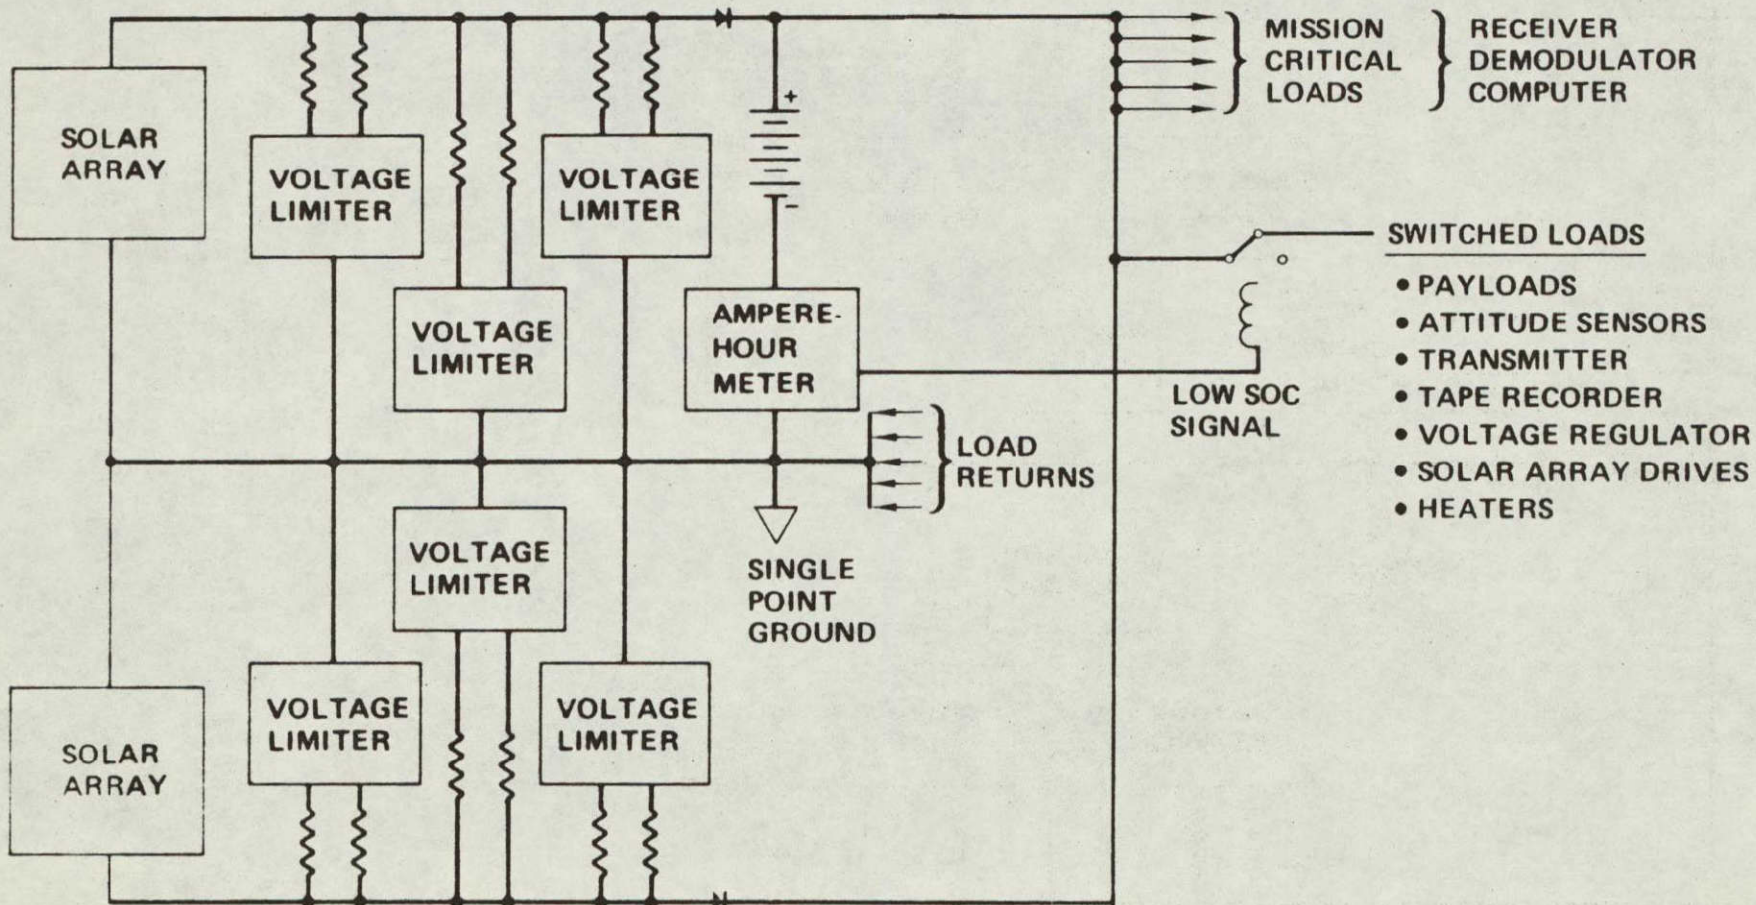 SOLAR
ARRAY
VOLTAGE
LIMITER
VOLTAGE
LIMITER
VOLTAGE
LIMITER
+
-
AMPERE-
HOUR
METER
MISSION
CRITICAL
LOADS
RECEIVER
DEMODULATOR
COMPUTER
SWITCHED LOADS
• PAYLOADS
• ATTITUDE SENSORS
• TRANSMITTER
• TAPE RECORDER
• VOLTAGE REGULATOR
• SOLAR ARRAY DRIVES
• HEATERS
LOW SOC
SIGNAL
LOAD
RETURNS
SINGLE
POINT
GROUND
VOLTAGE
LIMITER
VOLTAGE
LIMITER
VOLTAGE
LIMITER
SOLAR
ARRAY